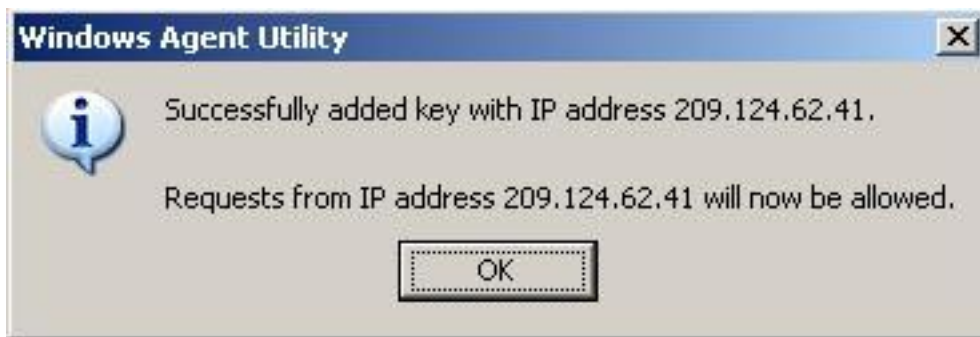 Windows Agent Utility
Successfully added key with IP address 209.124.62.41.
Requests from IP address 209.124.62.41 will now be allowed.
OK